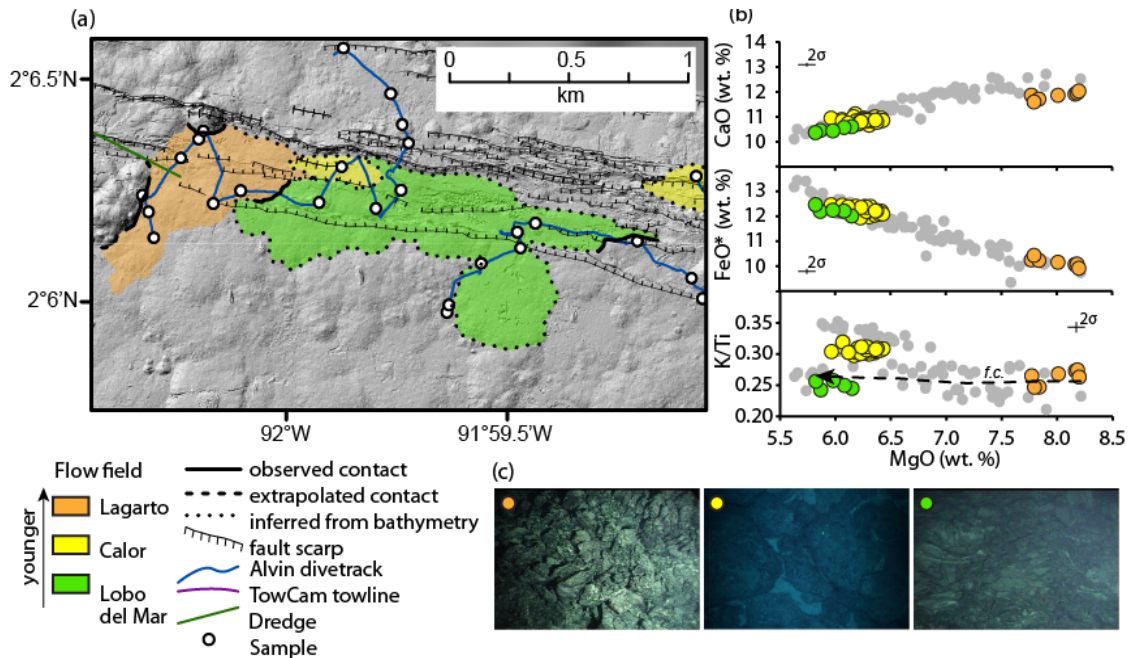 (a)
2°6.5'N
2°6'N
92°W
91°59.5'W
0 0.5 1
km
Flow field
younger
Lagarto
Calor
Lobo
del Mar
observed contact
extrapolated contact
inferred from bathymetry
fault scarp
Alvin divetrack
TowCam towline
Dredge
Sample
(b)
CaO (wt. %)
14
13
12
11
10
2σ
FeO* (wt. %)
13
12
11
10
2σ
K/Ti
0.35
0.30
0.25
0.20
2σ
f.c.
5.5 6.0 6.5 7.0 7.5 8.0 8.5
MgO (wt. %)
(c)